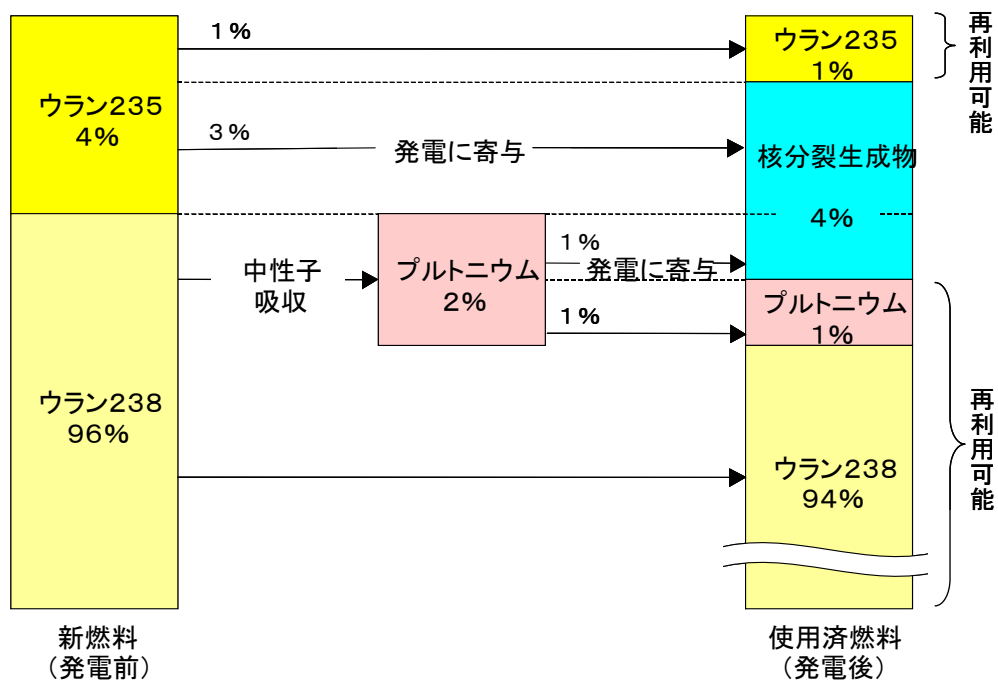 ウラン235
4%
ウラン238
96%
新燃料
(発電前)
1%
3%
発電に寄与
中性子
吸収
プルトニウム
2%
1%
発電に寄与
1%
ウラン235
1%
核分裂生成物
4%
プルトニウム
1%
ウラン238
94%
使用済燃料
(発電後)
再利用可能
再利用可能